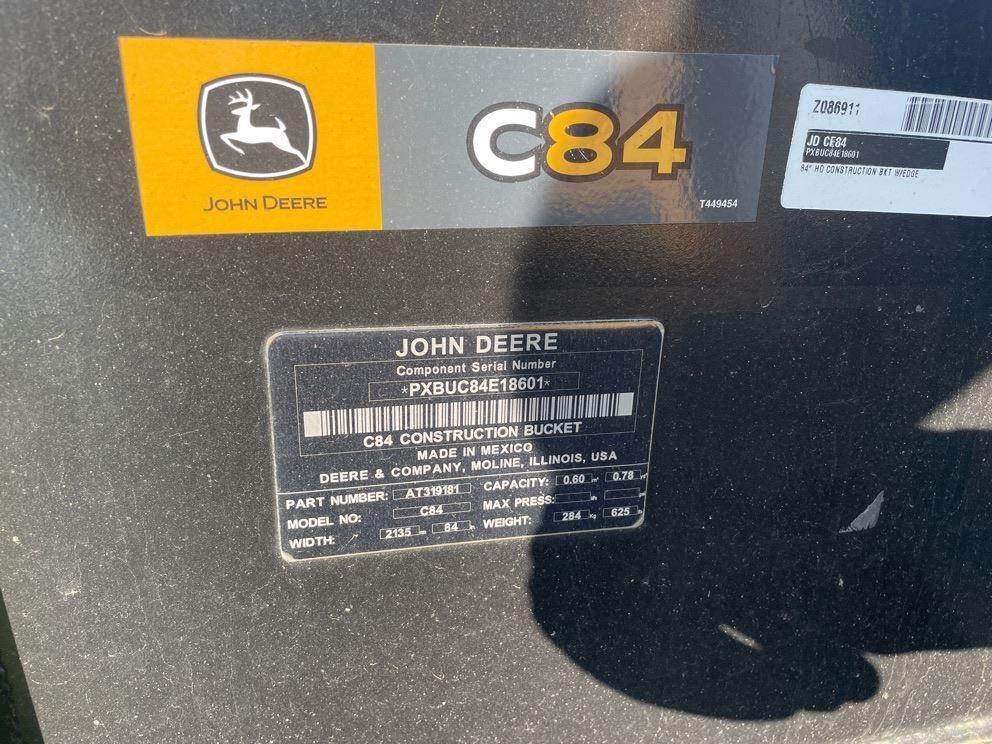 JOHN DEERE
C84
T449454
Z086911
JD CE84
PXBUC84E18601
84" HD CONSTRUCTION BKT W/EDGE
JOHN DEERE
Component Serial Number
*PXBUC84E18601*
C84 CONSTRUCTION BUCKET
MADE IN MEXICO
DEERE & COMPANY, MOLINE, ILLINOIS, USA
PART NUMBER: AT319181 CAPACITY: 0.60 m³ 0.78
MODEL NO: C84 MAX PRESS:
WIDTH: 2135 84 WEIGHT: 284 Kg 625